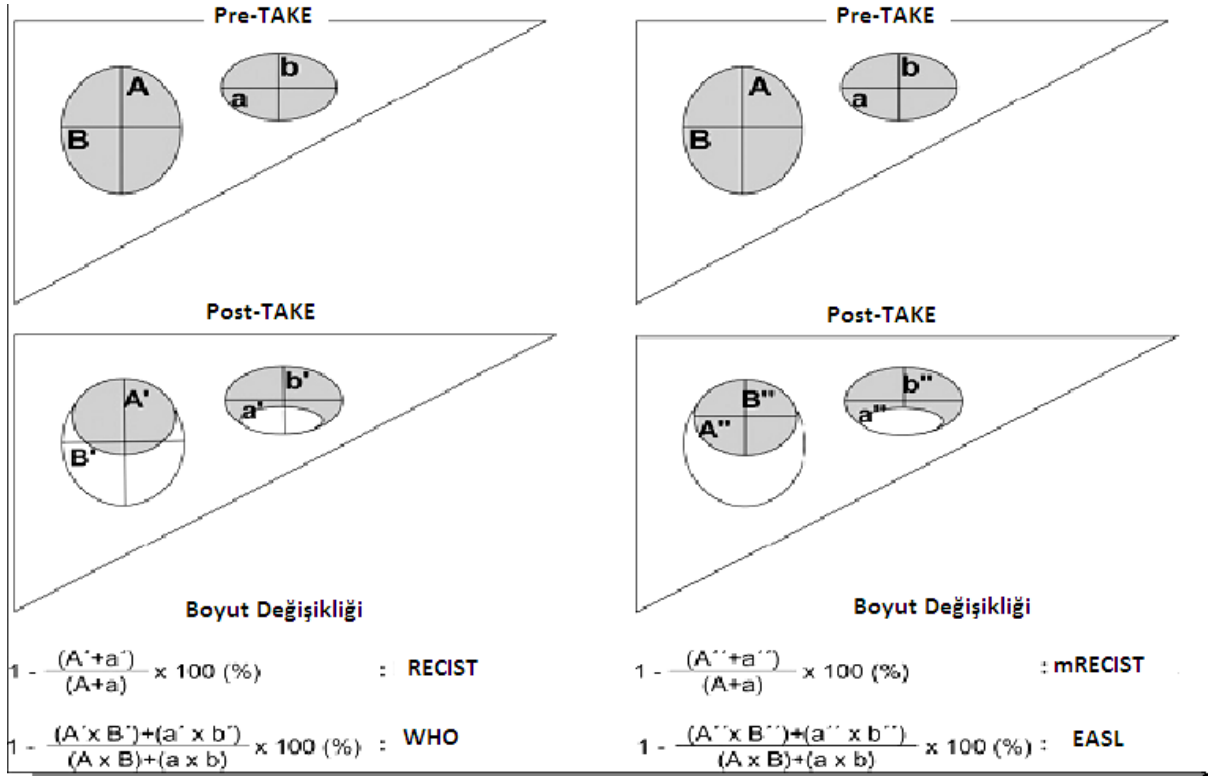 Pre-TAKE
A
B
b
a
Post-TAKE
A'
B'
b'
a'
Boyut Değişikliği
1 - (A´+a´) / (A+a) x 100 (%) : RECIST
1 - (A´x B´)+(a´ x b´) / (A x B)+(a x b) x 100 (%) : WHO
Pre-TAKE
A
B
b
a
Post-TAKE
B''
A''
b''
a''
Boyut Değişikliği
1 - (A´´+a´´) / (A+a) x 100 (%) : mRECIST
1 - (A´´x B´´)+(a´´ x b´´) / (A x B)+(a x b) x 100 (%) : EASL